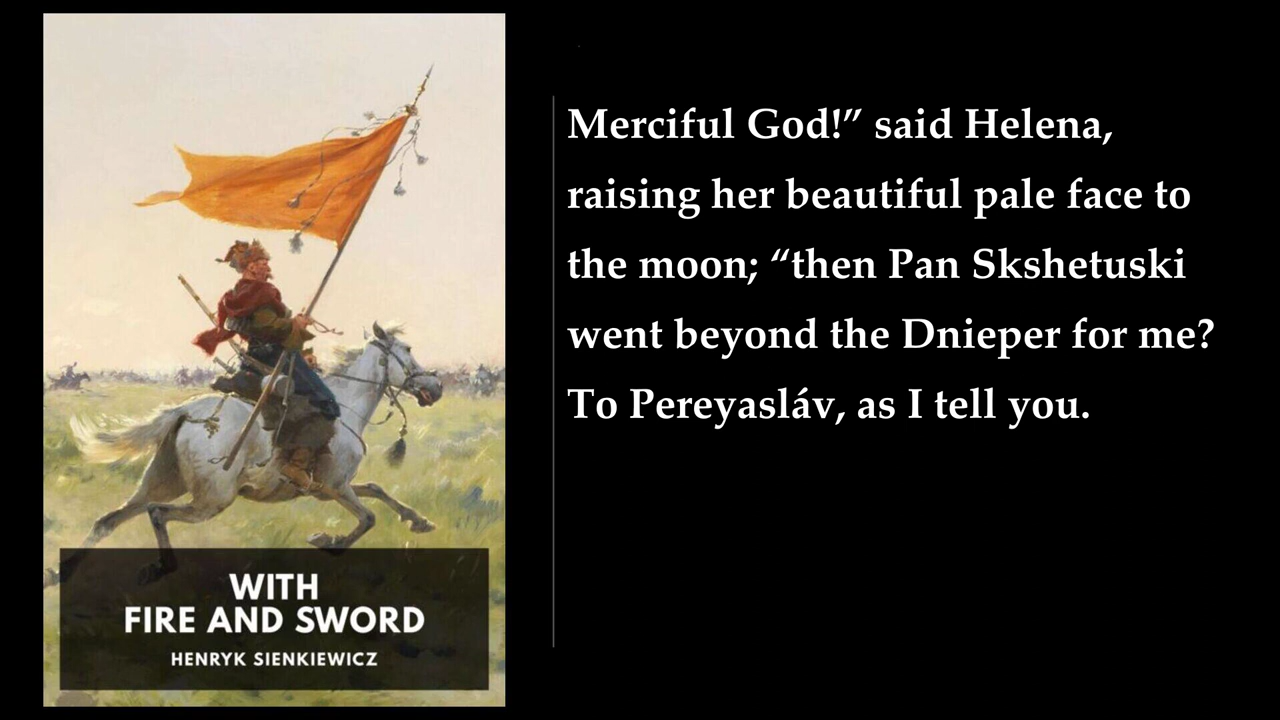 WITH
FIRE AND SWORD
HENRYK SIENKIEWICZ
Merciful God!” said Helena,
raising her beautiful pale face to
the moon; “then Pan Skshetuski
went beyond the Dnieper for me?
To Pereyasláv, as I tell you.